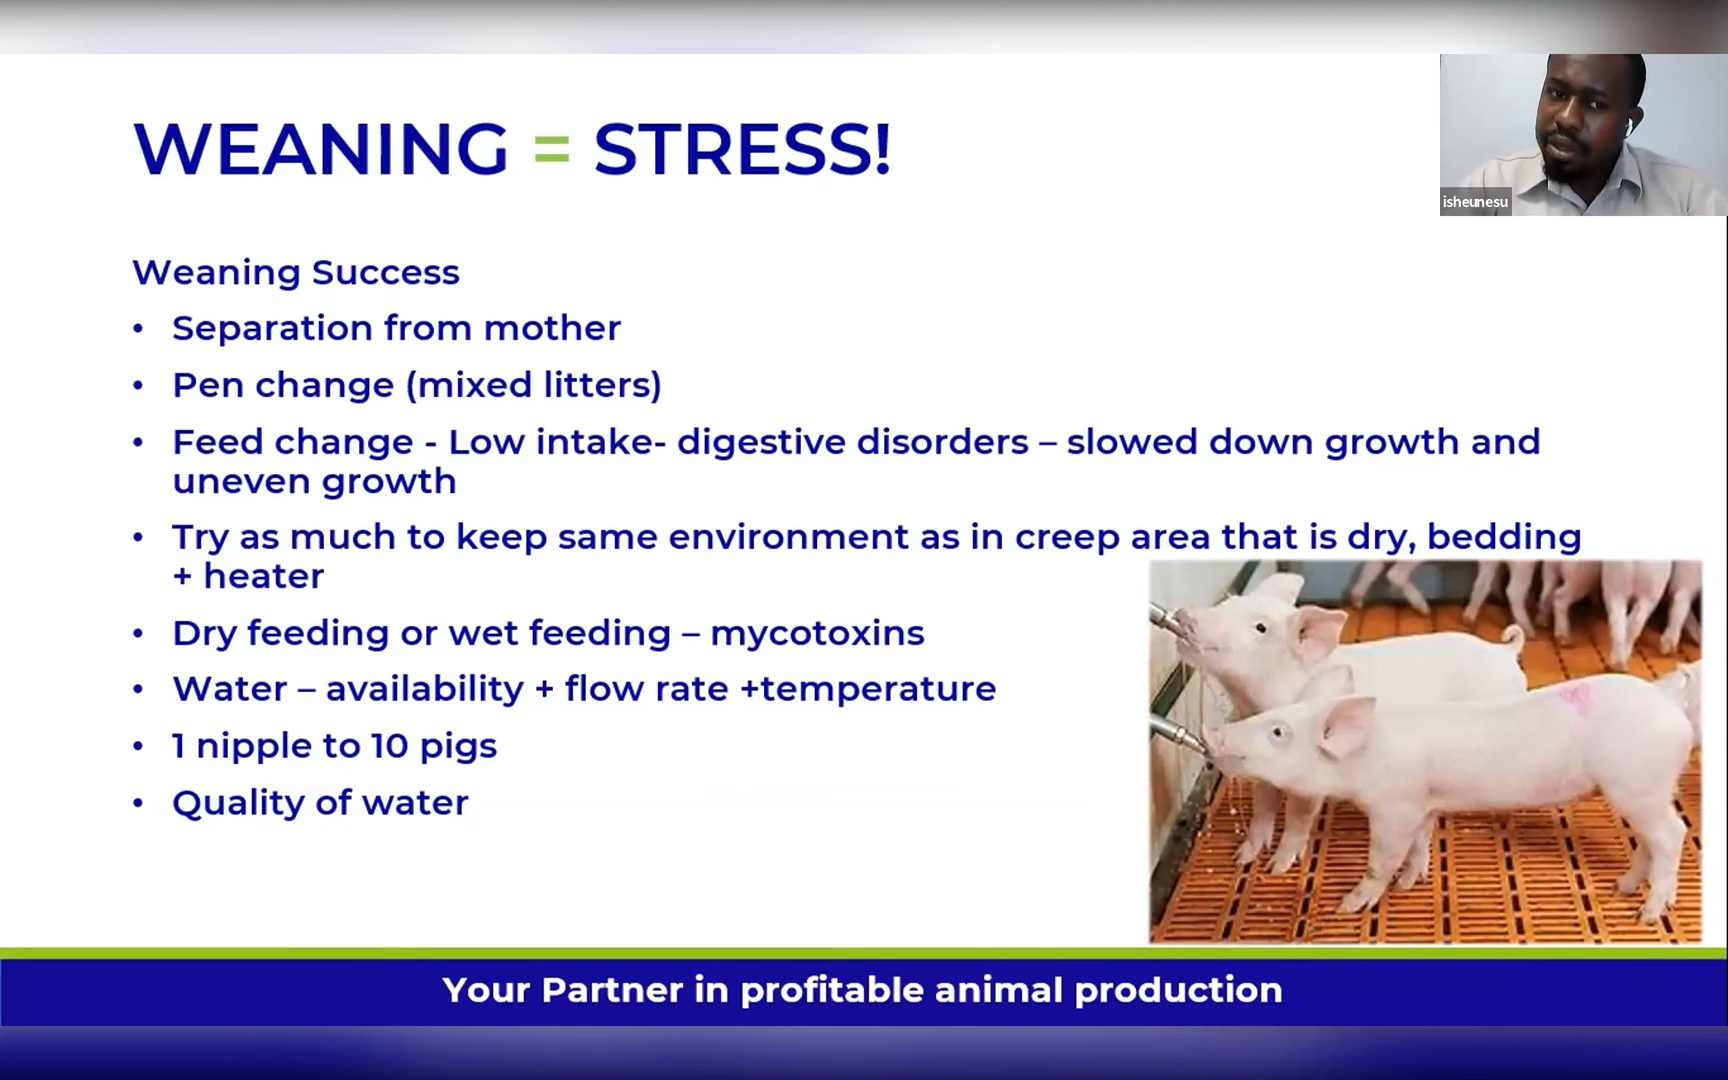 WEANING = STRESS!
isheunesu
Weaning Success
• Separation from mother
• Pen change (mixed litters)
• Feed change - Low intake- digestive disorders – slowed down growth and
uneven growth
• Try as much to keep same environment as in creep area that is dry, bedding
+ heater
• Dry feeding or wet feeding – mycotoxins
• Water – availability + flow rate +temperature
• 1 nipple to 10 pigs
• Quality of water
Your Partner in profitable animal production